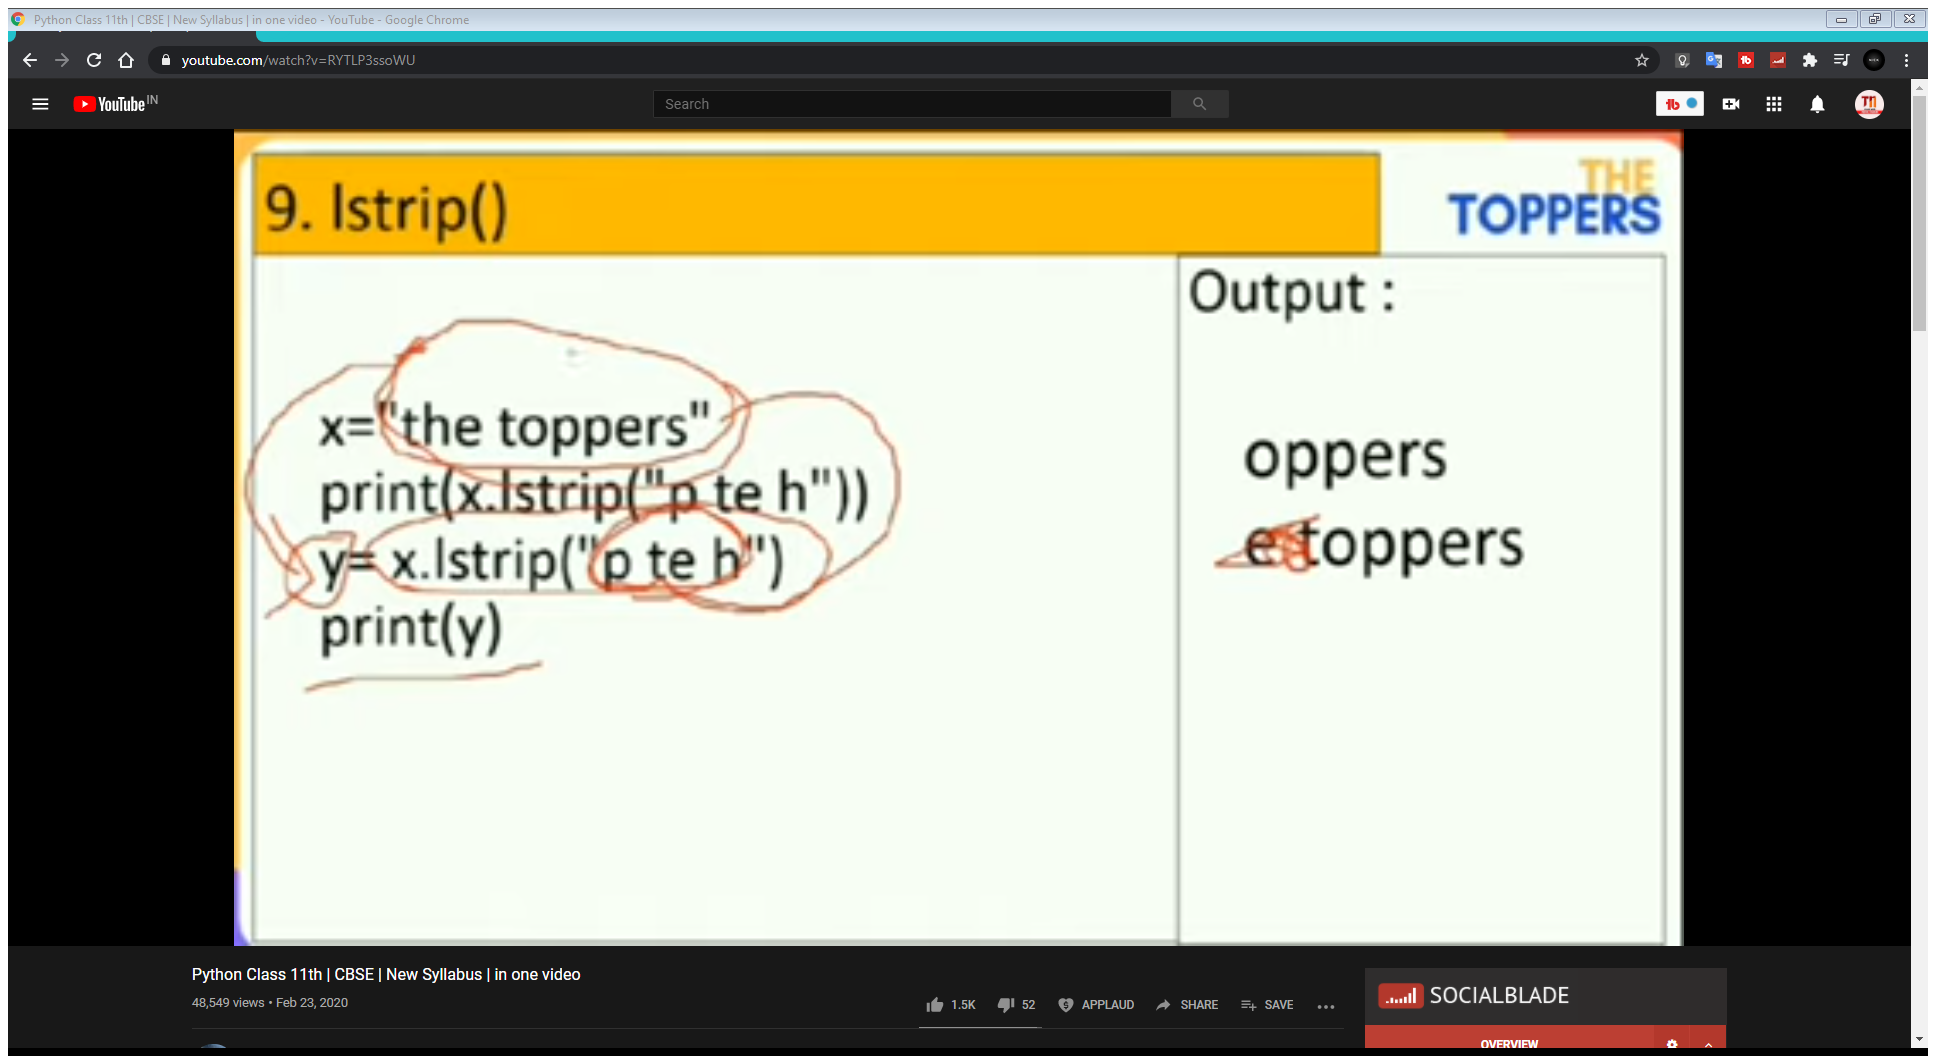 Python Class 11th | CBSE | New Syllabus | in one video - YouTube - Google Chrome
youtube.com/watch?v=RYTLP3ssoWU
YouTube IN
Search
9. lstrip()
THE
TOPPERS
Output :
x="the toppers"
print(x.lstrip("p te h"))
y= x.lstrip("p te h")
print(y)
oppers
e toppers
Python Class 11th | CBSE | New Syllabus | in one video
48,549 views • Feb 23, 2020
1.5K 52 APPLAUD SHARE SAVE
SOCIALBLADE
OVERVIEW